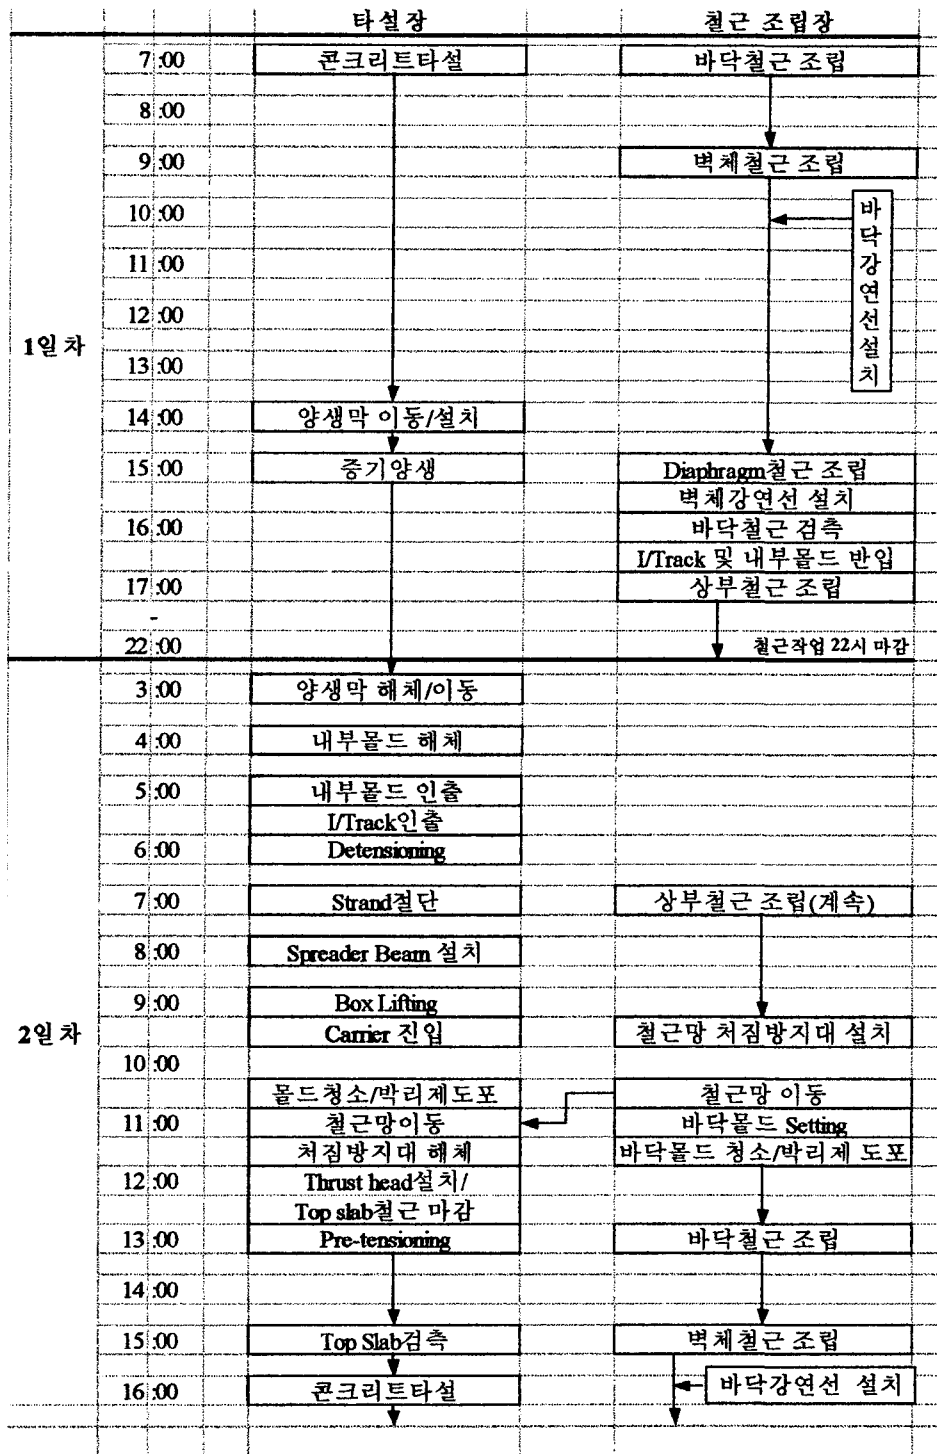 타설장 철근 조립장
7:00 콘크리트타설 바닥철근 조립
8:00
9:00 벽체철근 조립
10:00
바닥강연선설치
11:00
12:00
1일차
13:00
14:00 양생막 이동/설치
15:00 증기양생 Diaphragm철근 조립
벽체강연선 설치
16:00 바닥철근 검측
I/Track 및 내부몰드 반입
17:00 상부철근 조립
-
22:00 철근작업 22시 마감
3:00 양생막 해체/이동
4:00 내부몰드 해체
5:00 내부몰드 인출
I/Track인출
6:00 Detensioning
7:00 Strand절단 상부철근 조립(계속)
8:00 Spreader Beam 설치
9:00 Box Lifting
2일차 Carrier 진입 철근망 처짐방지대 설치
10:00
몰드청소/박리제도포 철근망 이동
11:00 철근망이동 바닥몰드 Setting
처짐방지대 해체 바닥몰드 청소/박리제 도포
12:00 Thrust head설치/
Top slab철근 마감
13:00 Pre-tensioning 바닥철근 조립
14:00
15:00 Top Slab검측 벽체철근 조립
16:00 콘크리트타설 바닥강연선 설치